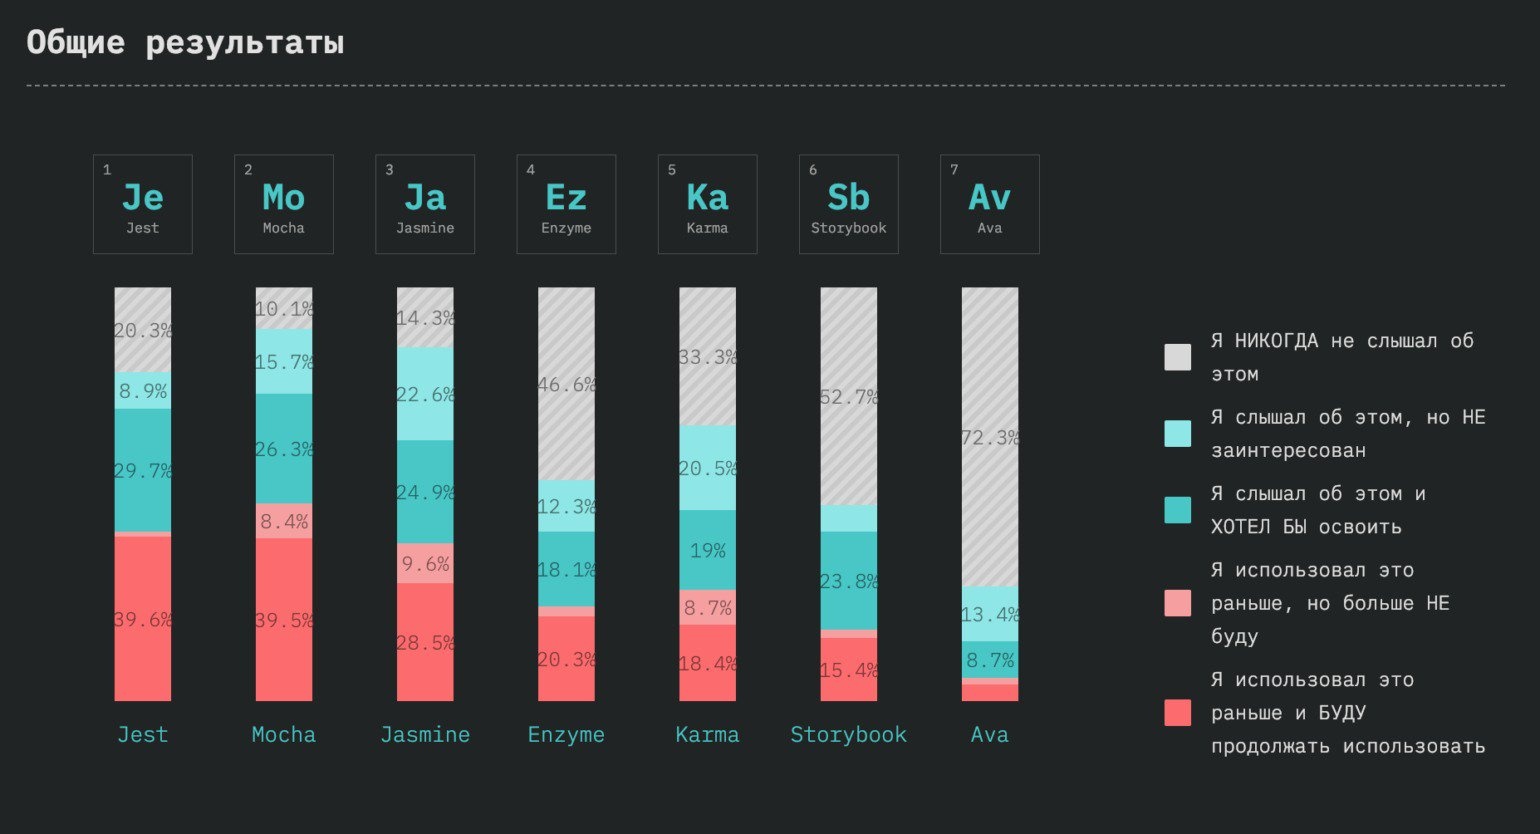 Общие результаты
1
Je
Jest
2
Mo
Mocha
3
Ja
Jasmine
4
Ez
Enzyme
5
Ka
Karma
6
Sb
Storybook
7
Av
Ava
20.3%
8.9%
29.7%
39.6%
Jest
10.1%
15.7%
26.3%
8.4%
39.5%
Mocha
14.3%
22.6%
24.9%
9.6%
28.5%
Jasmine
46.6%
12.3%
18.1%
20.3%
Enzyme
33.3%
20.5%
19%
8.7%
18.4%
Karma
52.7%
23.8%
15.4%
Storybook
72.3%
13.4%
8.7%
Ava
Я НИКОГДА не слышал об
этом
Я слышал об этом, но НЕ
заинтересован
Я слышал об этом и
ХОТЕЛ БЫ освоить
Я использовал это
раньше, но больше НЕ
буду
Я использовал это
раньше и БУДУ
продолжать использовать